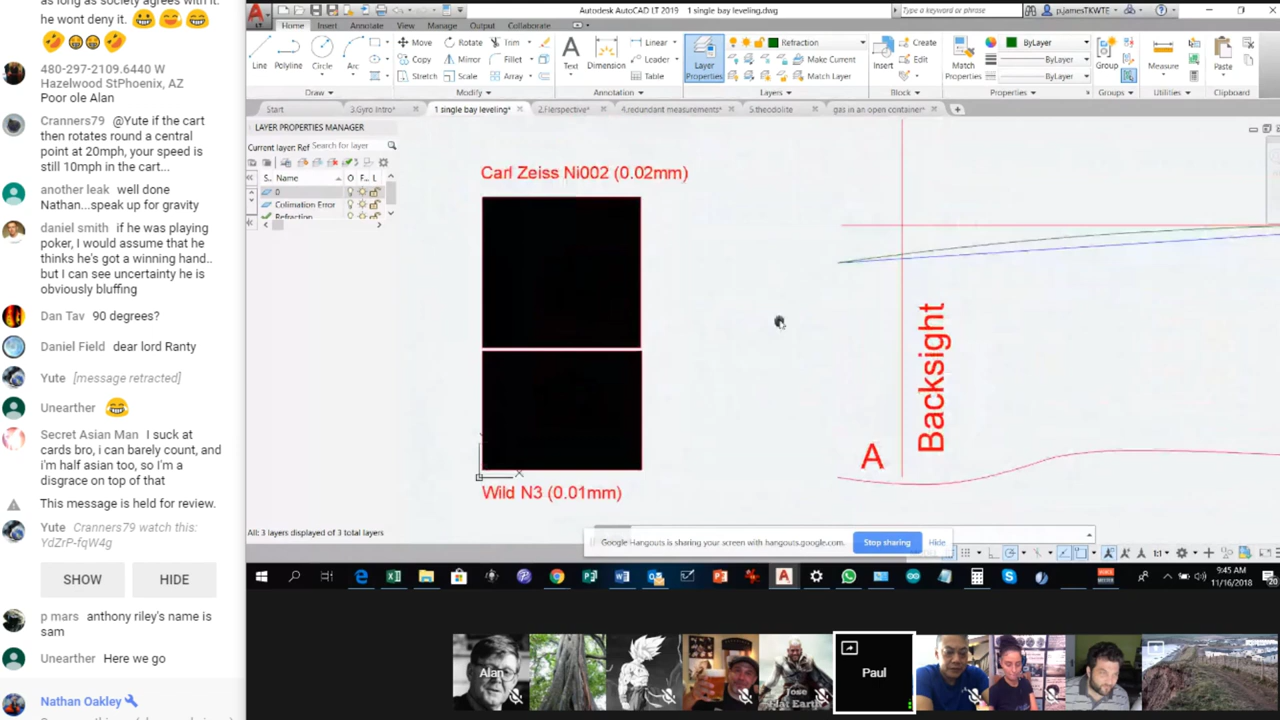 as long as society agrees with it.
he wont deny it.
480-297-2109.6440 W
Hazelwood StPhoenix, AZ
Poor ole Alan
Cranners79 @Yute if the cart
then rotates round a central
point at 20mph, your speed is
still 10mph in the cart...
another leak well done
Nathan...speak up for gravity
daniel smith if he was playing
poker, I would assume that he
thinks he's got a winning hand..
but I can see uncertainty he is
obviously bluffing
Dan Tav 90 degrees?
Daniel Field dear lord Ranty
Yute [message retracted]
Unearther
Secret Asian Man I suck at
cards bro, i can barely count, and
i'm half asian too, so I'm a
disgrace on top of that
This message is held for review.
Yute Cranners79 watch this:
YdZrP-fqW4g
SHOW HIDE
p mars anthony riley's name is
sam
Unearther Here we go
Nathan Oakley
Autodesk AutoCAD LT 2019 1 single bay leveling.dwg
Type a keyword or phrase
p.jamesTKWTE
Home Insert Annotate View Manage Output Collaborate
Line Polyline Circle Arc
Move Rotate Trim
Copy Mirror Fillet
Stretch Scale Array
Text Dimension
Linear
Leader
Table
Layer
Properties
Refraction
Make Current
Match Layer
Insert
Create
Edit
Match
Properties
ByLayer
ByLayer
ByLayer
Group
Measure
Paste
Draw Modify Annotation Layers Block Properties Groups Utilities Clipboard
Start 3.Gyro Intro* 1 single bay leveling* 4.redundant measurements* 5.theodolite gas in an open container*
LAYER PROPERTIES MANAGER
Current layer: Ref Search for layer
S.. Name F.. L
0
Collimation Error
Refraction
Carl Zeiss Ni002 (0.02mm)
Wild N3 (0.01mm)
A
Backsight
X
All: 3 layers displayed of 3 total layers
Google Hangouts is sharing your screen with hangouts.google.com.
Stop sharing
Hide
1:1
9:45 AM
11/16/2018
20
Alan
Jose
Flat Earth
Paul